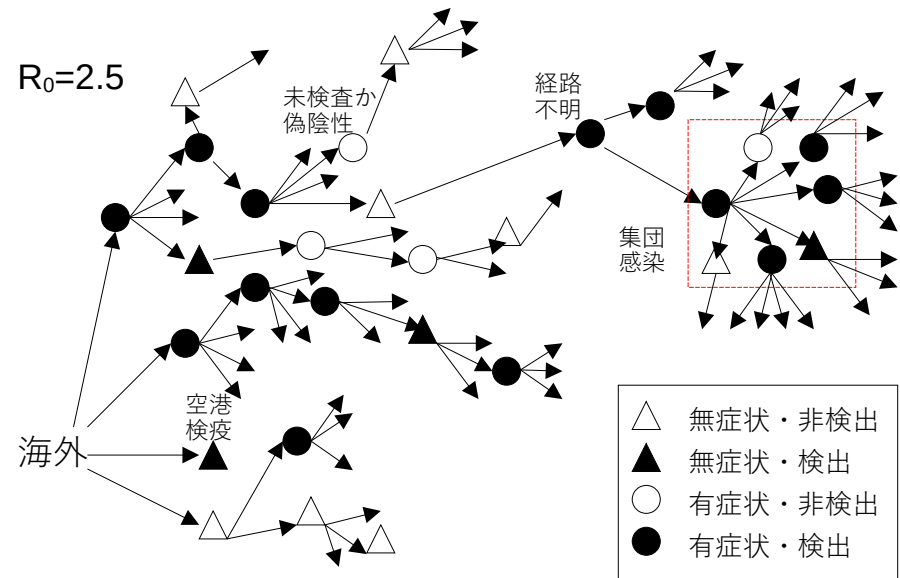 R₀=2.5
未検査か
偽陰性
経路
不明
集団
感染
空港
検疫
海外
無症状・非検出
無症状・検出
有症状・非検出
有症状・検出